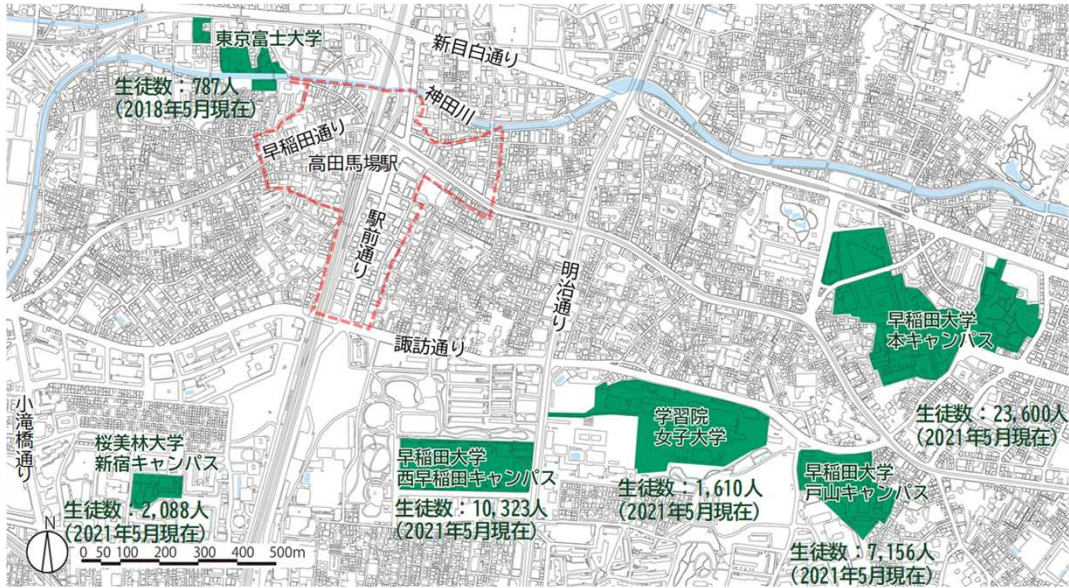 東京富士大学
生徒数：787人
(2018年5月現在)
新目白通り
神田川
早稲田通り
高田馬場駅
駅前通り
明治通り
諏訪通り
小滝橋通り
早稲田大学
本キャンパス
生徒数：23,600人
(2021年5月現在)
学習院
女子大学
生徒数：1,610人
(2021年5月現在)
早稲田大学
戸山キャンパス
生徒数：7,156人
(2021年5月現在)
早稲田大学
西早稲田キャンパス
生徒数：10,323人
(2021年5月現在)
桜美林大学
新宿キャンパス
生徒数：2,088人
(2021年5月現在)
N
0 50 100 200 300 400 500m